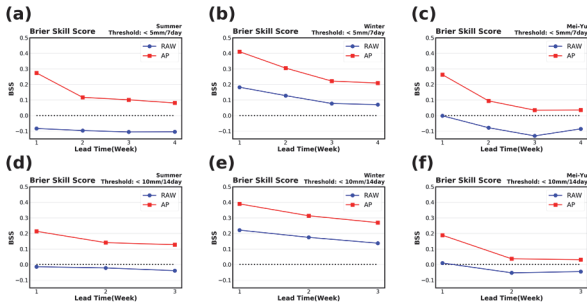 (a)
Brier Skill Score
Summer
Threshold: < 5mm/7day
0.5
0.4
0.3
0.2
0.1
0.0
−0.1
BSS
RAW
AP
1 2 3 4
Lead Time(Week)
(b)
Brier Skill Score
Winter
Threshold: < 5mm/7day
0.5
0.4
0.3
0.2
0.1
0.0
−0.1
BSS
RAW
AP
1 2 3 4
Lead Time(Week)
(c)
Brier Skill Score
Mei-Yu
Threshold: < 5mm/7day
0.5
0.4
0.3
0.2
0.1
0.0
−0.1
BSS
RAW
AP
1 2 3 4
Lead Time(Week)
(d)
Brier Skill Score
Summer
Threshold: < 10mm/14day
0.5
0.4
0.3
0.2
0.1
0.0
−0.1
BSS
RAW
AP
1 2 3
Lead Time(Week)
(e)
Brier Skill Score
Winter
Threshold: < 10mm/14day
0.5
0.4
0.3
0.2
0.1
0.0
−0.1
BSS
RAW
AP
1 2 3
Lead Time(Week)
(f)
Brier Skill Score
Mei-Yu
Threshold: < 10mm/14day
0.5
0.4
0.3
0.2
0.1
0.0
−0.1
BSS
RAW
AP
1 2 3
Lead Time(Week)